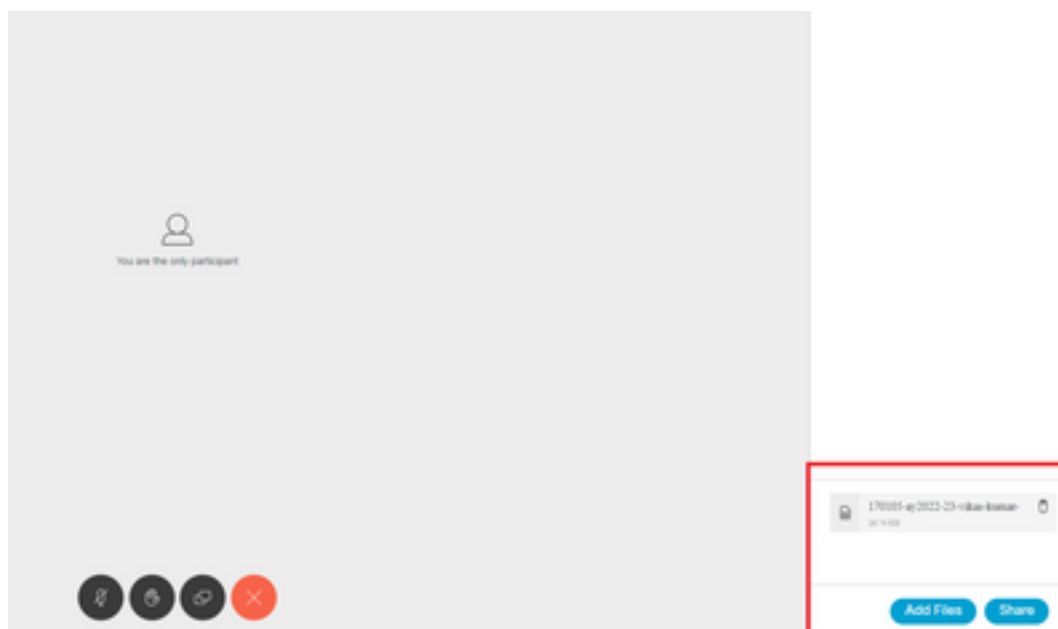 You are the only participant
170105-ay2022-23-vikas-kumar-
Add Files
Share